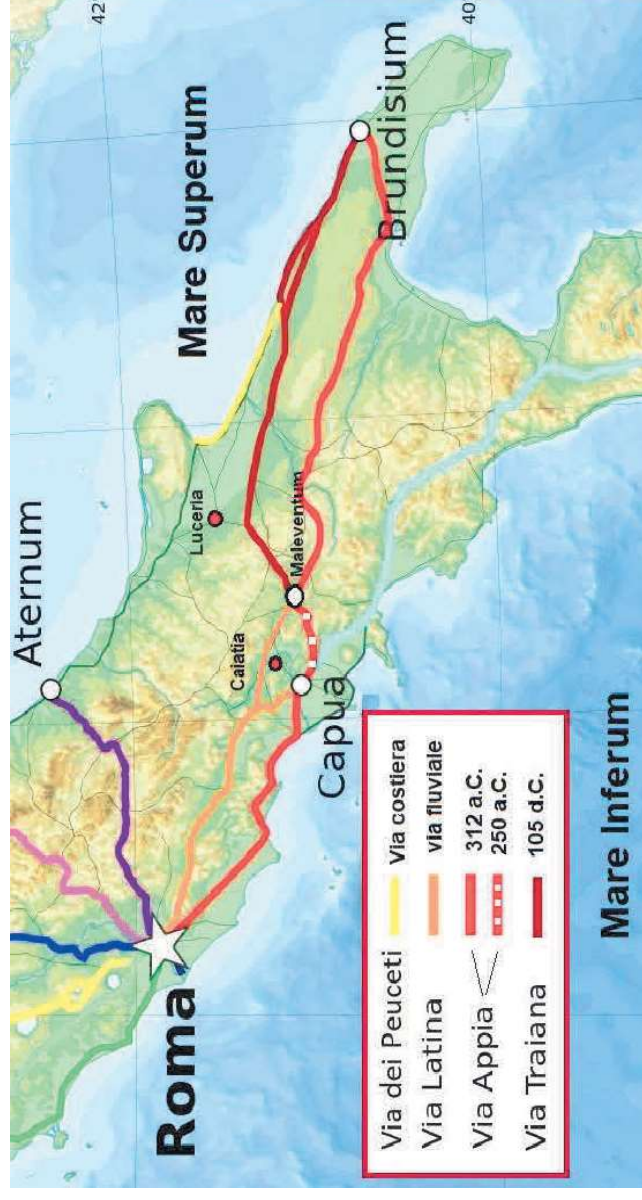 42°
40
Mare Superum
Aternum
Luceria
Brundisium
Maleventum
Caiatia
Roma
Capua
Via dei Peuceti Via costiera
Via Latina via fluviale
Via Appia 312 a.C.
250 a.C.
Via Traiana 105 d.C.
Mare Inferum